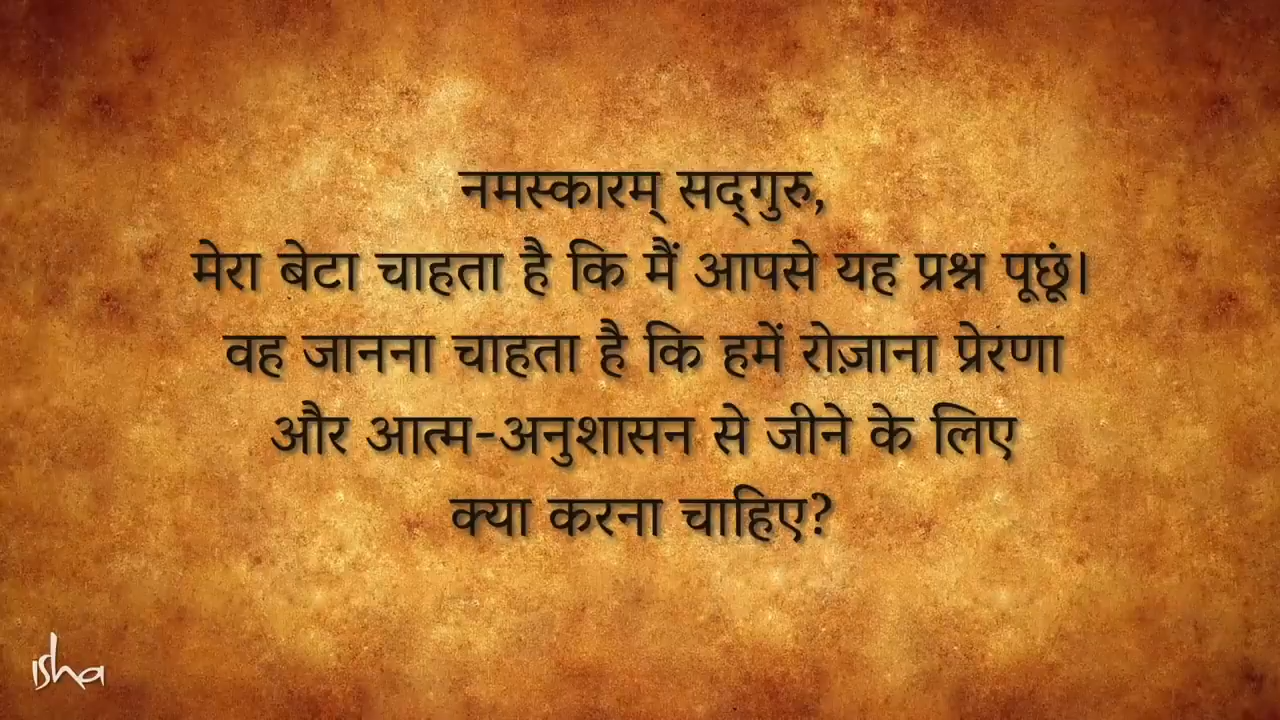 नमस्कारम् सद्‌गुरु,
मेरा बेटा चाहता है कि मैं आपसे यह प्रश्न पूछूं।
वह जानना चाहता है कि हमें रोज़ाना प्रेरणा
और आत्म-अनुशासन से जीने के लिए
क्या करना चाहिए?
isha